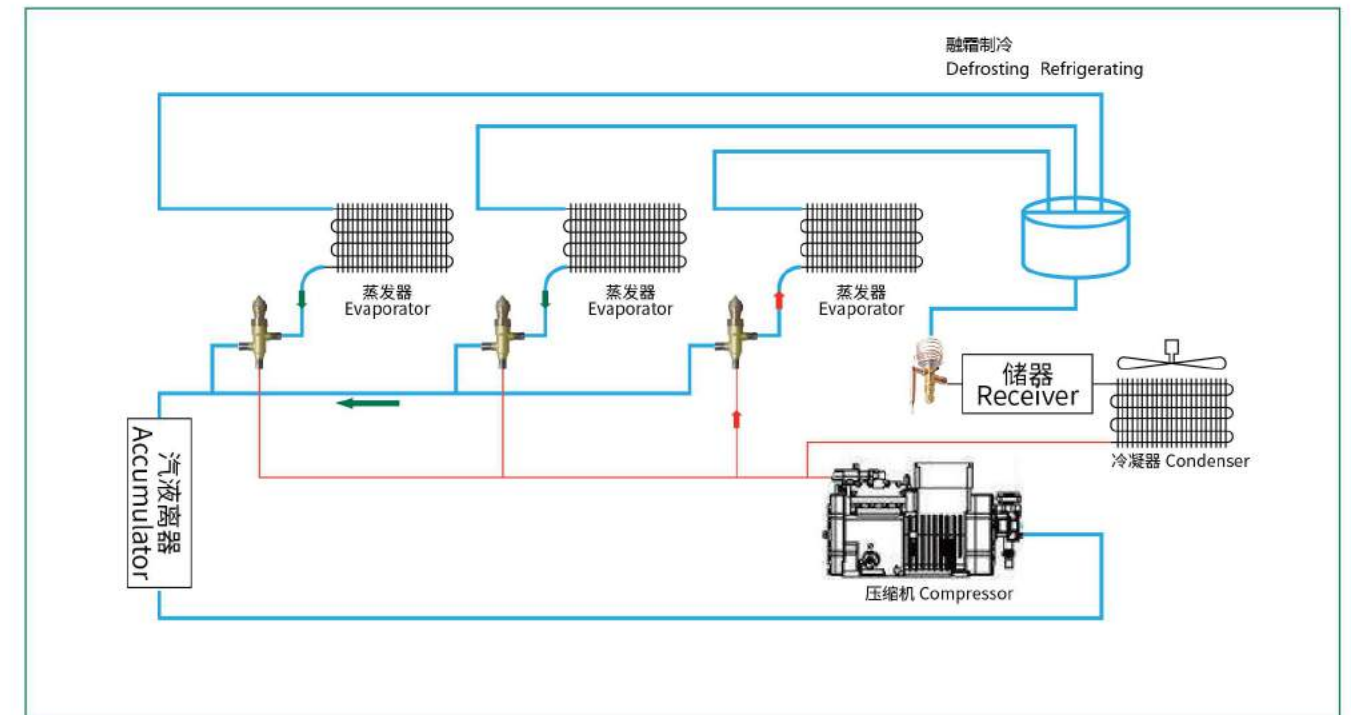 融霜制冷
Defrosting Refrigerating
蒸发器
Evaporator
蒸发器
Evaporator
蒸发器
Evaporator
储器
Receiver
冷凝器 Condenser
汽液离器
Accumulator
压缩机 Compressor